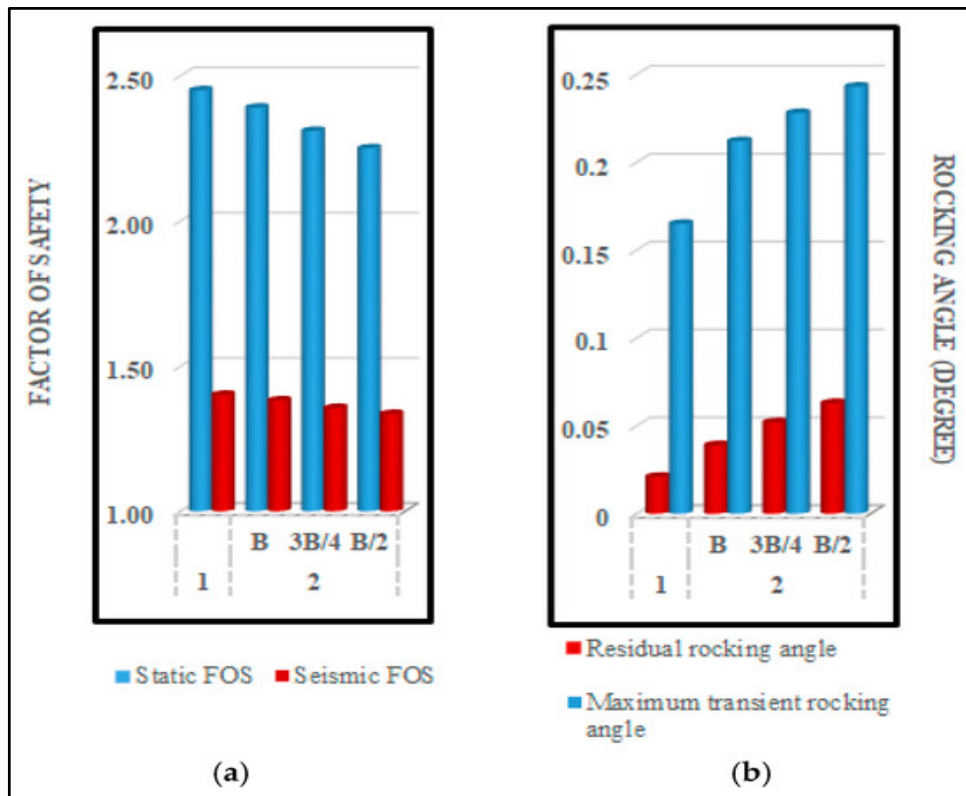 FACTOR OF SAFETY
2.50
2.00
1.50
1.00
B 3B/4 B/2
1 2
Static FOS Seismic FOS
(a)
0.25
0.2
0.15
0.1
0.05
0
B 3B/4 B/2
1 2
ROCKING ANGLE (DEGREE)
Residual rocking angle
Maximum transient rocking
angle
(b)